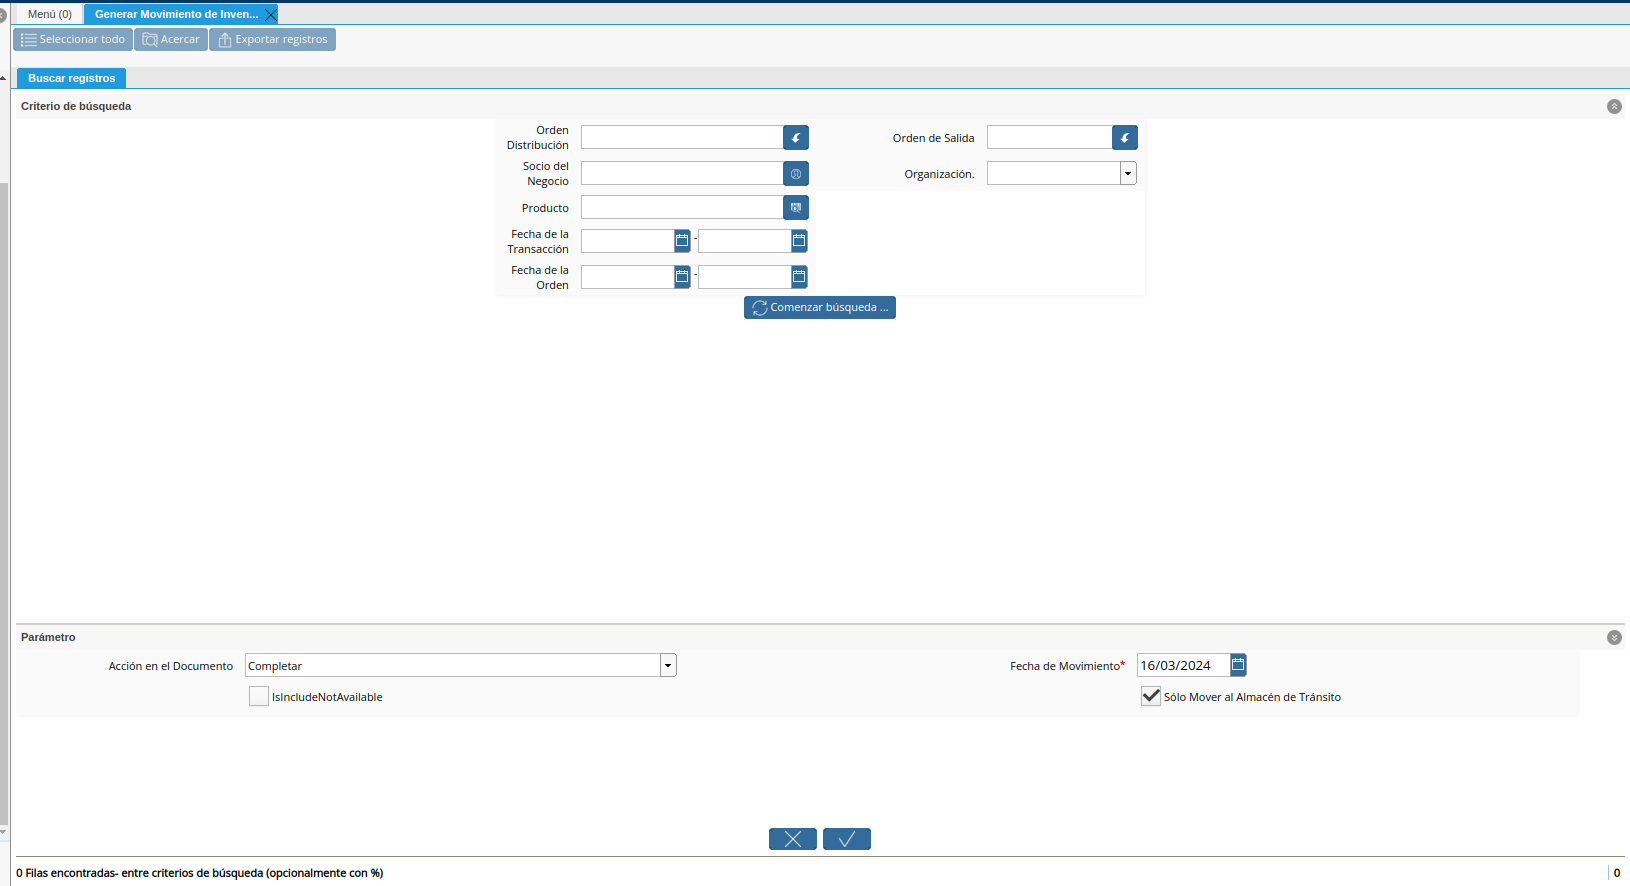 Menú (0)
Generar Movimiento de Inven...
Seleccionar todo
Acercar
Exportar registros
Buscar registros
Criterio de búsqueda
Orden
Distribución
Orden de Salida
Socio del
Negocio
Organización.
Producto
Fecha de la
Transacción
-
Fecha de la
Orden
-
Comenzar búsqueda ...
Parámetro
Acción en el Documento
Completar
Fecha de Movimiento*
16/03/2024
IsIncludeNotAvailable
Sólo Mover al Almacén de Tránsito
0 Filas encontradas- entre criterios de búsqueda (opcionalmente con %)
0